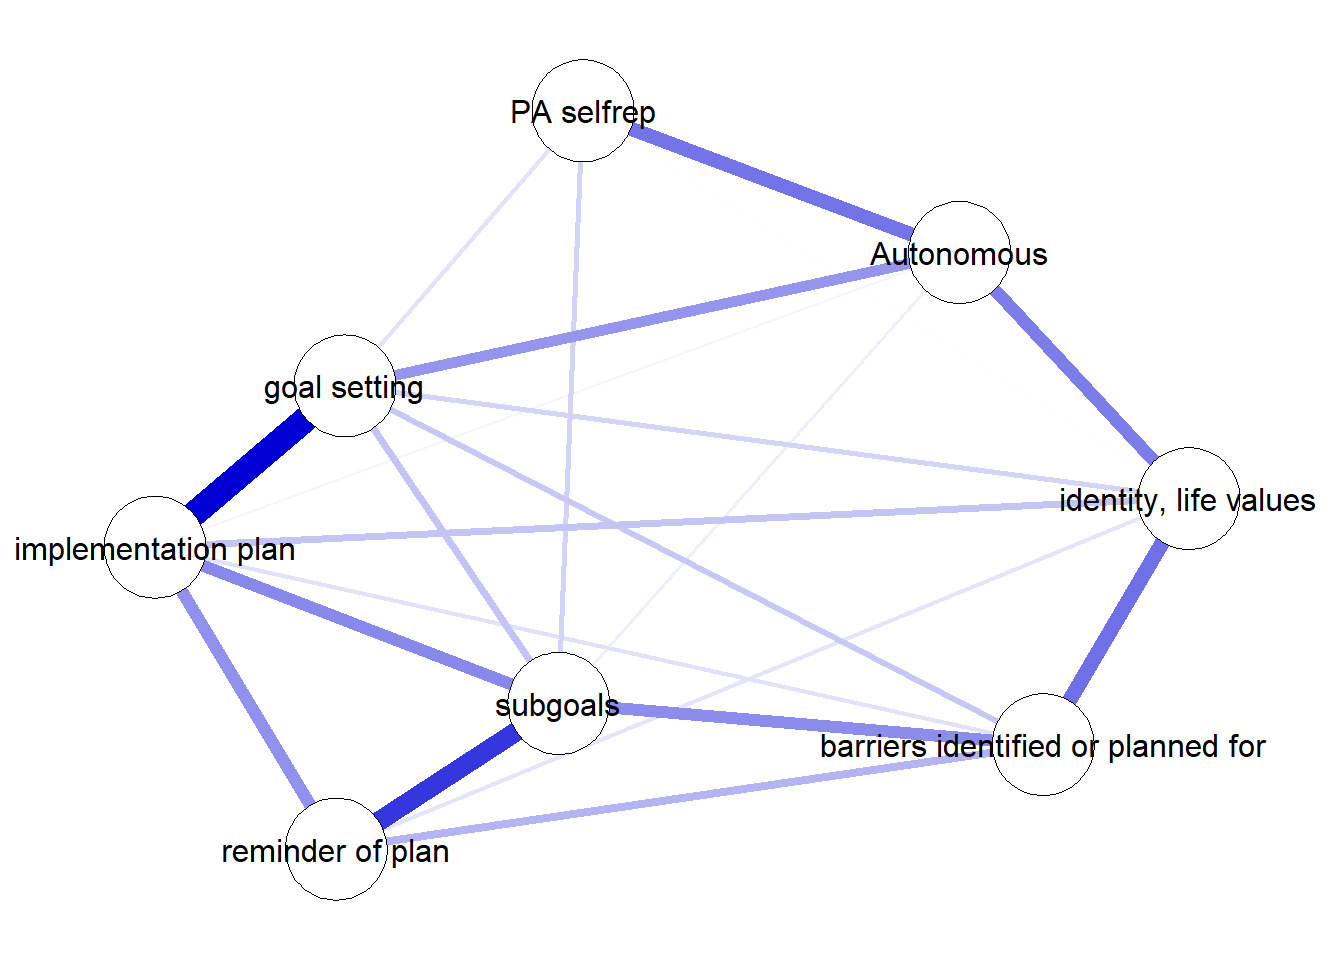 PA selfrep
Autonomous
goal setting
identity, life values
implementation plan
subgoals
barriers identified or planned for
reminder of plan